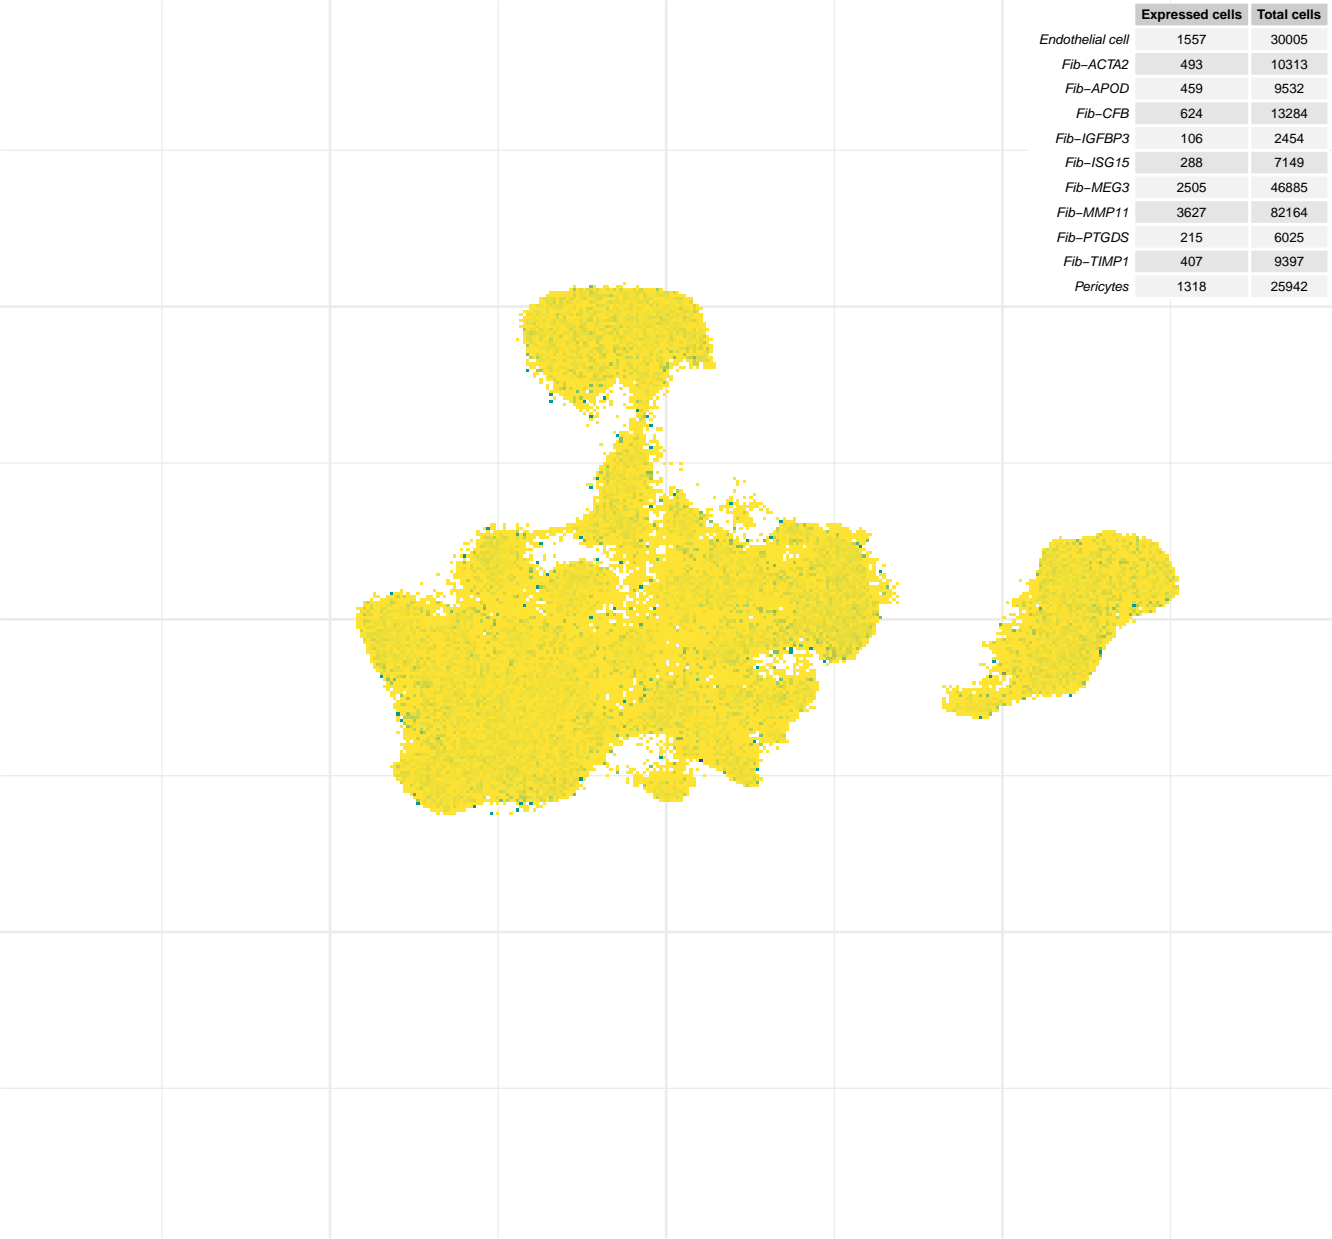 Expressed cells Total cells
Endothelial cell 1557 30005
Fib−ACTA2 493 10313
Fib−APOD 459 9532
Fib−CFB 624 13284
Fib−IGFBP3 106 2454
Fib−ISG15 288 7149
Fib−MEG3 2505 46885
Fib−MMP11 3627 82164
Fib−PTGDS 215 6025
Fib−TIMP1 407 9397
Pericytes 1318 25942